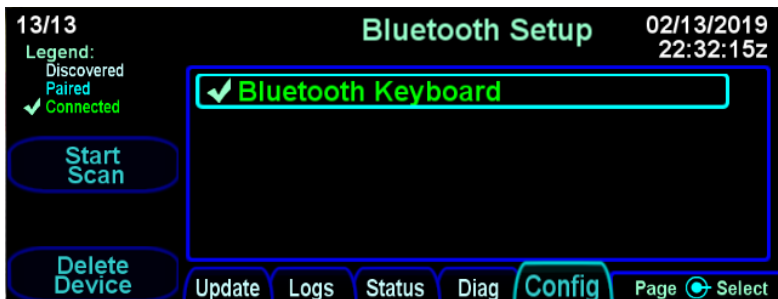 13/13
Bluetooth Setup
02/13/2019
22:32:15z
Legend:
Discovered
Paired
Connected
Bluetooth Keyboard
Start
Scan
Delete
Device
Update
Logs
Status
Diag
Config
Page
Select